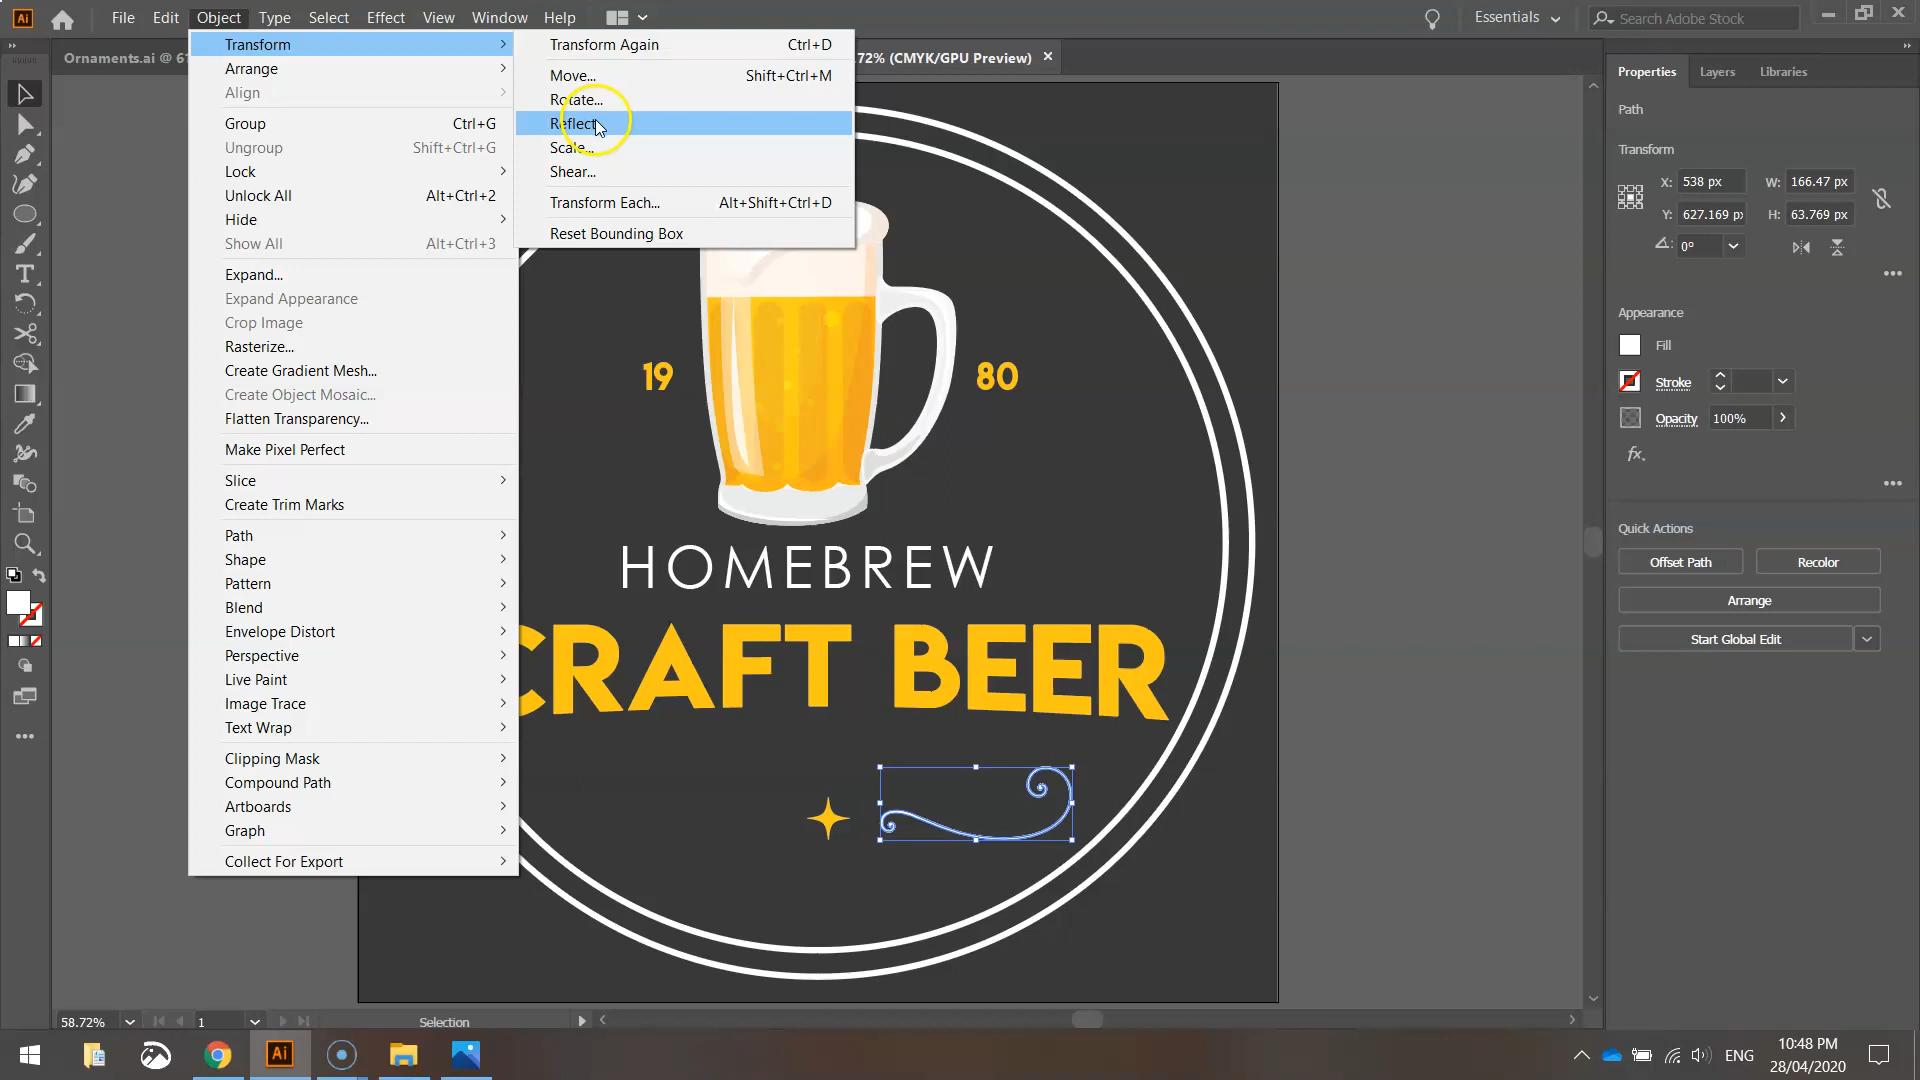 Ai File Edit Object Type Select Effect View Window Help Essentials Search Adobe Stock
Ornaments.ai @ 6
.72% (CMYK/GPU Preview) ×
Transform
Arrange
Align
Group Ctrl+G
Ungroup Shift+Ctrl+G
Lock
Unlock All Alt+Ctrl+2
Hide
Show All Alt+Ctrl+3
Expand...
Expand Appearance
Crop Image
Rasterize...
Create Gradient Mesh...
Create Object Mosaic...
Flatten Transparency...
Make Pixel Perfect
Slice
Create Trim Marks
Path
Shape
Pattern
Blend
Envelope Distort
Perspective
Live Paint
Image Trace
Text Wrap
Clipping Mask
Compound Path
Artboards
Graph
Collect For Export
Transform Again Ctrl+D
Move... Shift+Ctrl+M
Rotate...
Reflect
Scale...
Shear...
Transform Each... Alt+Shift+Ctrl+D
Reset Bounding Box
19 80
HOMEBREW
CRAFT BEER
Properties Layers Libraries
Path
Transform
X: 538 px W: 166.47 px
Y: 627.169 px H: 63.769 px
0°
Appearance
Fill
Stroke
Opacity 100%
fx.
Quick Actions
Offset Path Recolor
Arrange
Start Global Edit
58.72% 1 Selection
Ai ENG 10:48 PM
28/04/2020